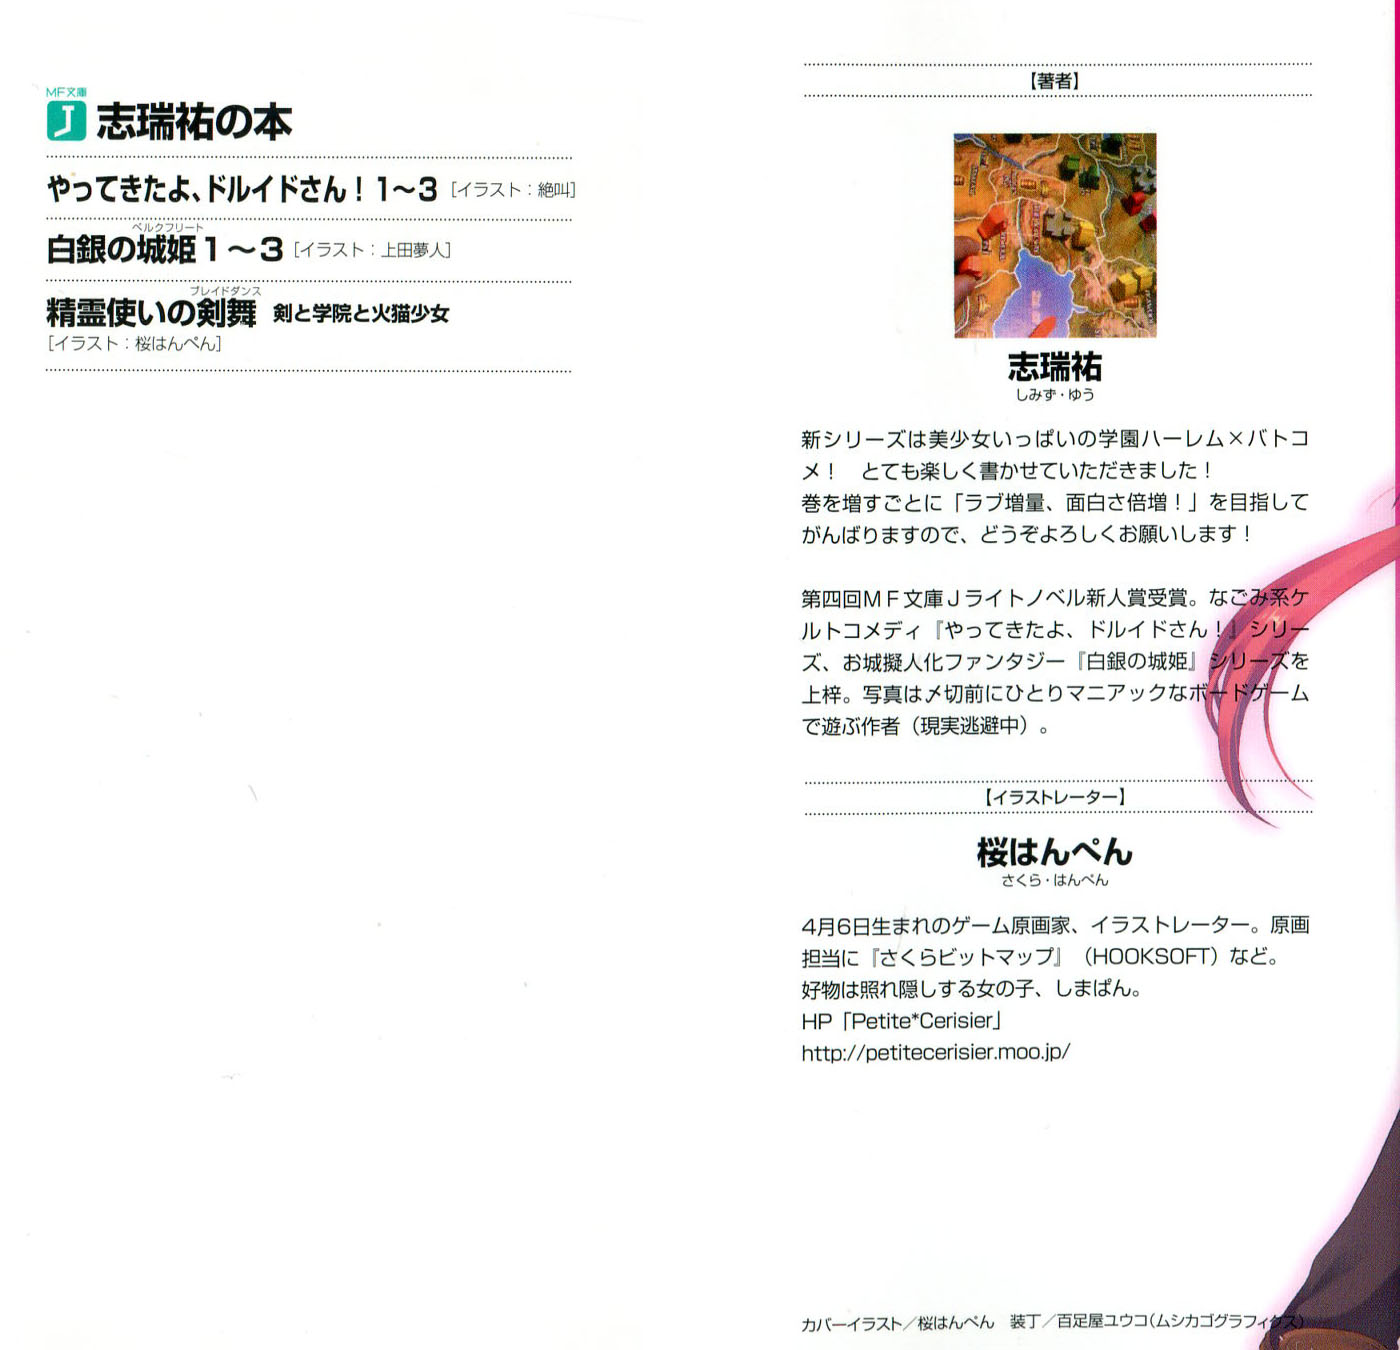 MF文庫
J 志瑞祐の本
やってきたよ、ドルイドさん！1～3 [イラスト：絶叫]
ベルクフリート
白銀の城姫1～3 [イラスト：上田夢人]
ブレイドダンス
精霊使いの剣舞 剣と学院と火猫少女
[イラスト：桜はんぺん]
【著者】
志瑞祐
しみず・ゆう
新シリーズは美少女いっぱいの学園ハーレム×バトコ
メ！　とても楽しく書かせていただきました！
巻を増すごとに「ラブ増量、面白さ倍増！」を目指して
がんばりますので、どうぞよろしくお願いします！
第四回ＭＦ文庫Ｊライトノベル新人賞受賞。なごみ系ケ
ルトコメディ『やってきたよ、ドルイドさん！』シリー
ズ、お城擬人化ファンタジー『白銀の城姫』シリーズを
上梓。写真は〆切前にひとりマニアックなボードゲーム
で遊ぶ作者（現実逃避中）。
【イラストレーター】
桜はんぺん
さくら・はんぺん
4月6日生まれのゲーム原画家、イラストレーター。原画
担当に『さくらビットマップ』（HOOKSOFT）など。
好物は照れ隠しする女の子、しまぱん。
HP「Petite*Cerisier」
http://petitecerisier.moo.jp/
カバーイラスト／桜はんぺん　装丁／百足屋ユウコ（ムシカゴグラフィクス）